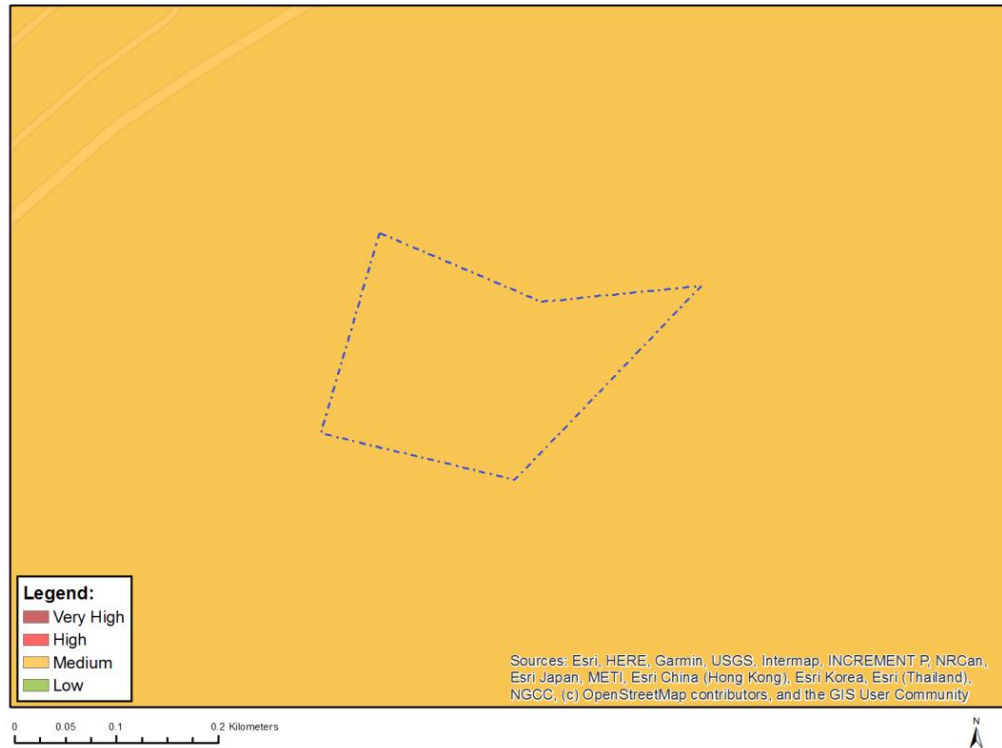 Legend:
Very High
High
Medium
Low
Sources: Esri, HERE, Garmin, USGS, Intermap, INCREMENT P, NRCan,
Esri Japan, METI, Esri China (Hong Kong), Esri Korea, Esri (Thailand),
NGCC, (c) OpenStreetMap contributors, and the GIS User Community
0 0.05 0.1 0.2 Kilometers
N